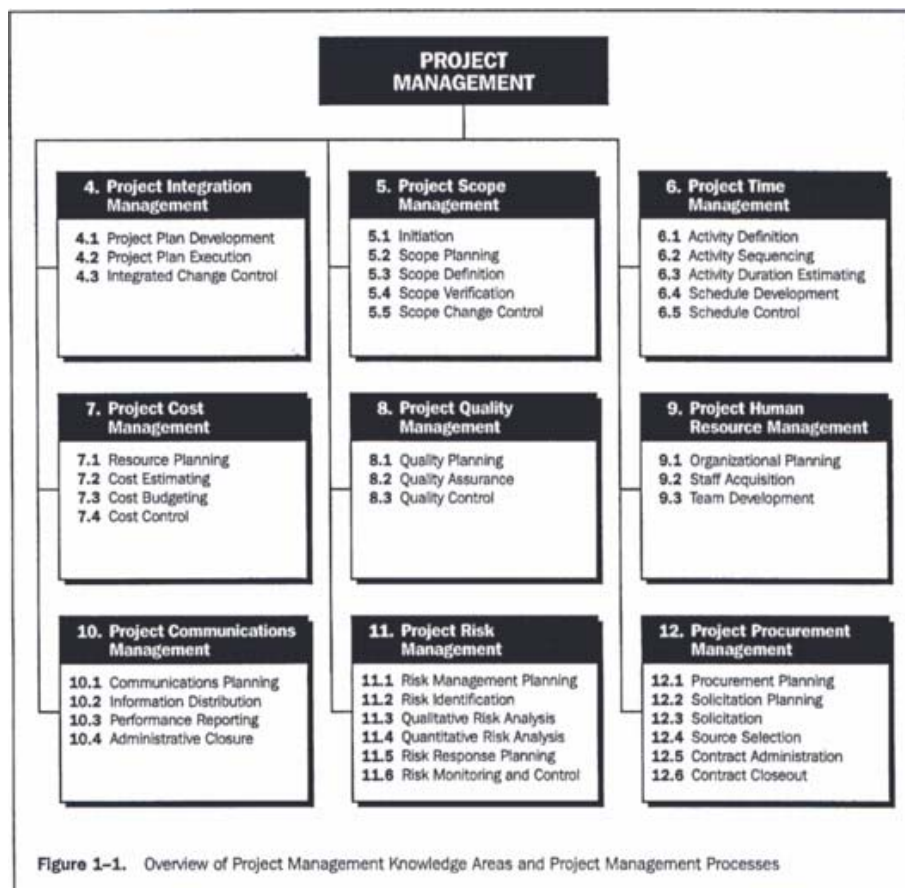 PROJECT
MANAGEMENT
4. Project Integration
Management
4.1 Project Plan Development
4.2 Project Plan Execution
4.3 Integrated Change Control
5. Project Scope
Management
5.1 Initiation
5.2 Scope Planning
5.3 Scope Definition
5.4 Scope Verification
5.5 Scope Change Control
6. Project Time
Management
6.1 Activity Definition
6.2 Activity Sequencing
6.3 Activity Duration Estimating
6.4 Schedule Development
6.5 Schedule Control
7. Project Cost
Management
7.1 Resource Planning
7.2 Cost Estimating
7.3 Cost Budgeting
7.4 Cost Control
8. Project Quality
Management
8.1 Quality Planning
8.2 Quality Assurance
8.3 Quality Control
9. Project Human
Resource Management
9.1 Organizational Planning
9.2 Staff Acquisition
9.3 Team Development
10. Project Communications
Management
10.1 Communications Planning
10.2 Information Distribution
10.3 Performance Reporting
10.4 Administrative Closure
11. Project Risk
Management
11.1 Risk Management Planning
11.2 Risk Identification
11.3 Qualitative Risk Analysis
11.4 Quantitative Risk Analysis
11.5 Risk Response Planning
11.6 Risk Monitoring and Control
12. Project Procurement
Management
12.1 Procurement Planning
12.2 Solicitation Planning
12.3 Solicitation
12.4 Source Selection
12.5 Contract Administration
12.6 Contract Closeout
Figure 1–1. Overview of Project Management Knowledge Areas and Project Management Processes